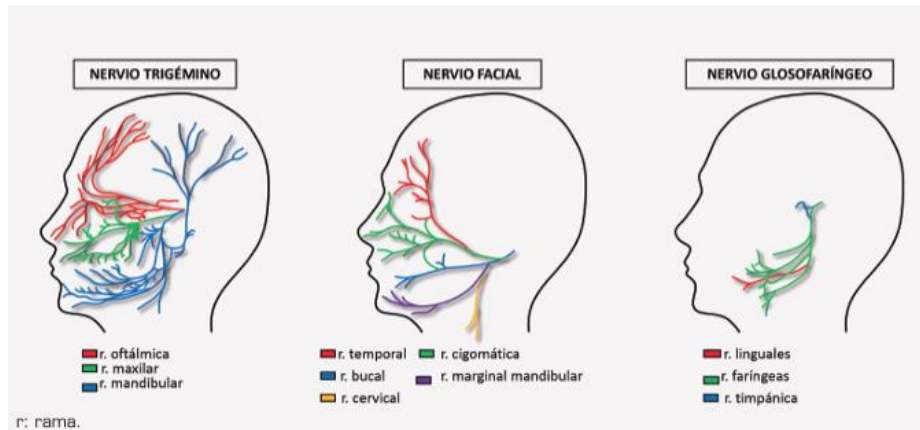 NERVIO TRIGÉMINO
r. oftálmica
r. maxilar
r. mandibular
NERVIO FACIAL
r. temporal
r. cigomática
r. bucal
r. marginal mandibular
r. cervical
NERVIO GLOSOFARÍNGEO
r. linguales
r. faríngeas
r. timpánica
r: rama.